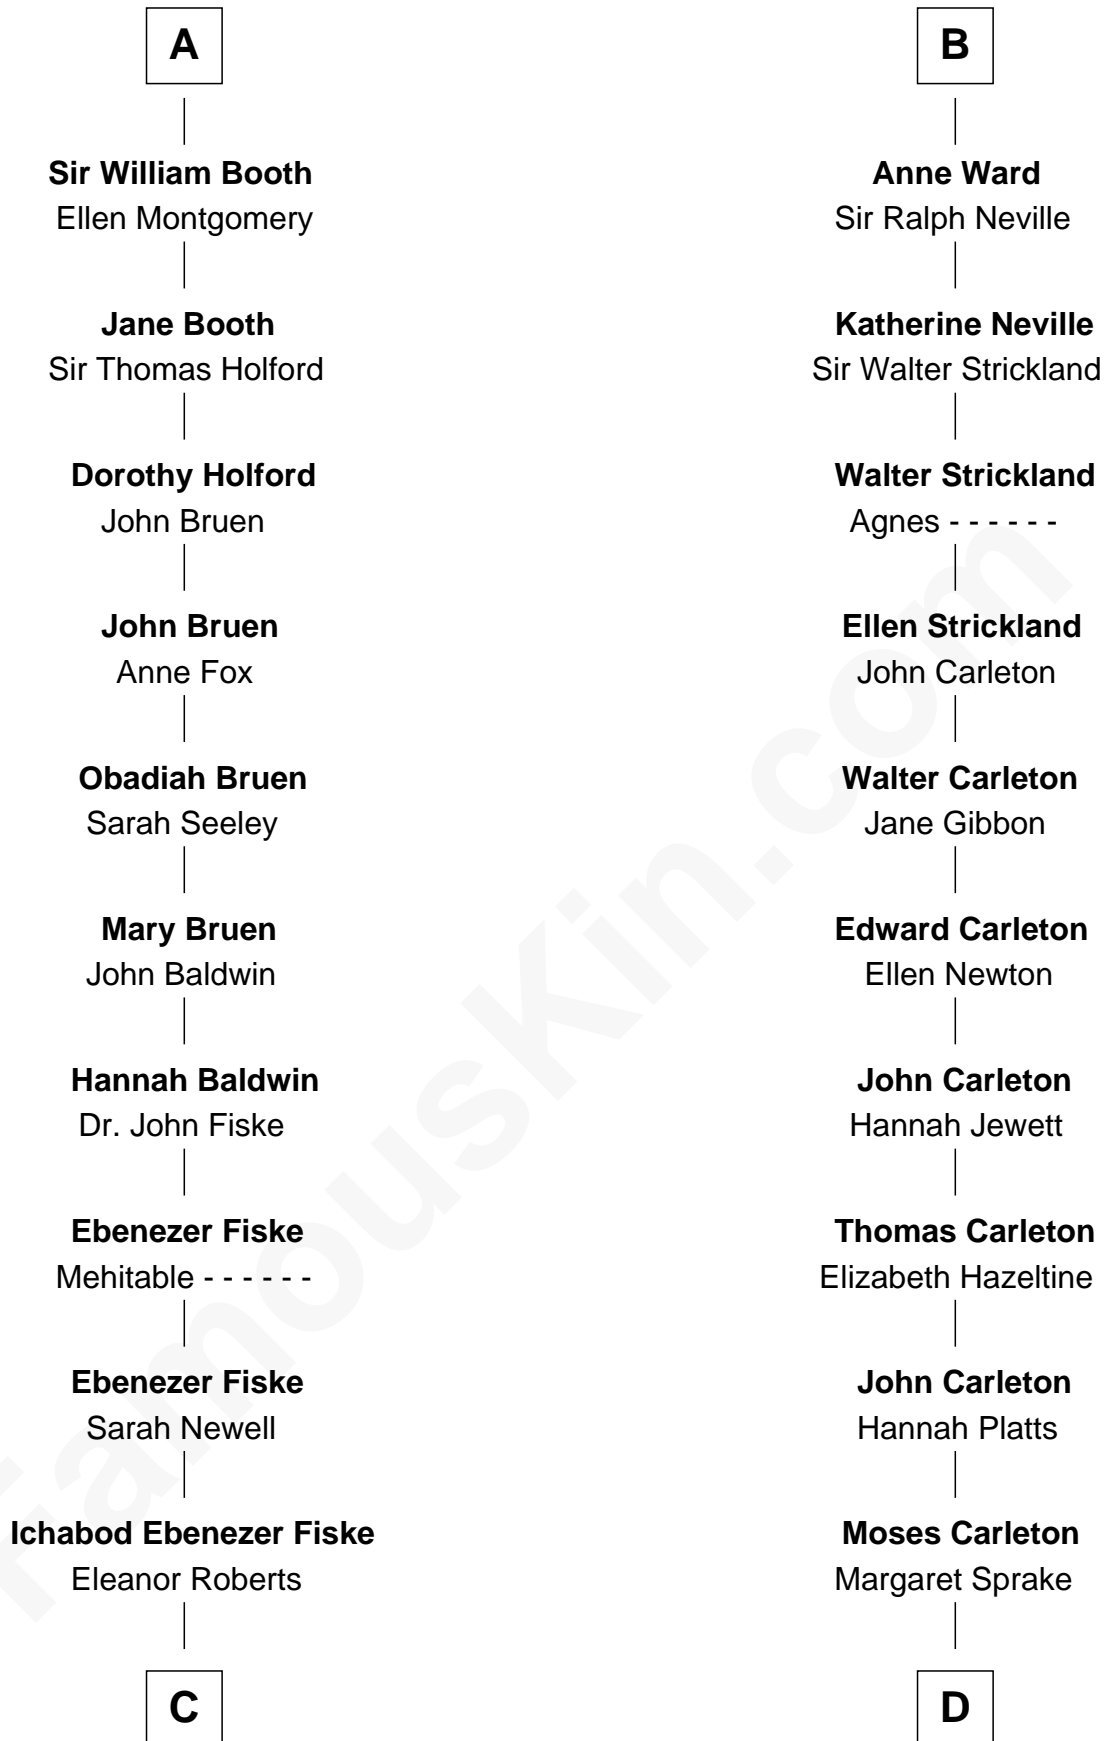 A
Sir William Booth
Ellen Montgomery
Jane Booth
Sir Thomas Holford
Dorothy Holford
John Bruen
John Bruen
Anne Fox
Obadiah Bruen
Sarah Seeley
Mary Bruen
John Baldwin
Hannah Baldwin
Dr. John Fiske
Ebenezer Fiske
Mehitable - - - - - -
Ebenezer Fiske
Sarah Newell
Ichabod Ebenezer Fiske
Eleanor Roberts
C
B
Anne Ward
Sir Ralph Neville
Katherine Neville
Sir Walter Strickland
Walter Strickland
Agnes - - - - - -
Ellen Strickland
John Carleton
Walter Carleton
Jane Gibbon
Edward Carleton
Ellen Newton
John Carleton
Hannah Jewett
Thomas Carleton
Elizabeth Hazeltine
John Carleton
Hannah Platts
Moses Carleton
Margaret Sprake
D
FamousKin.com